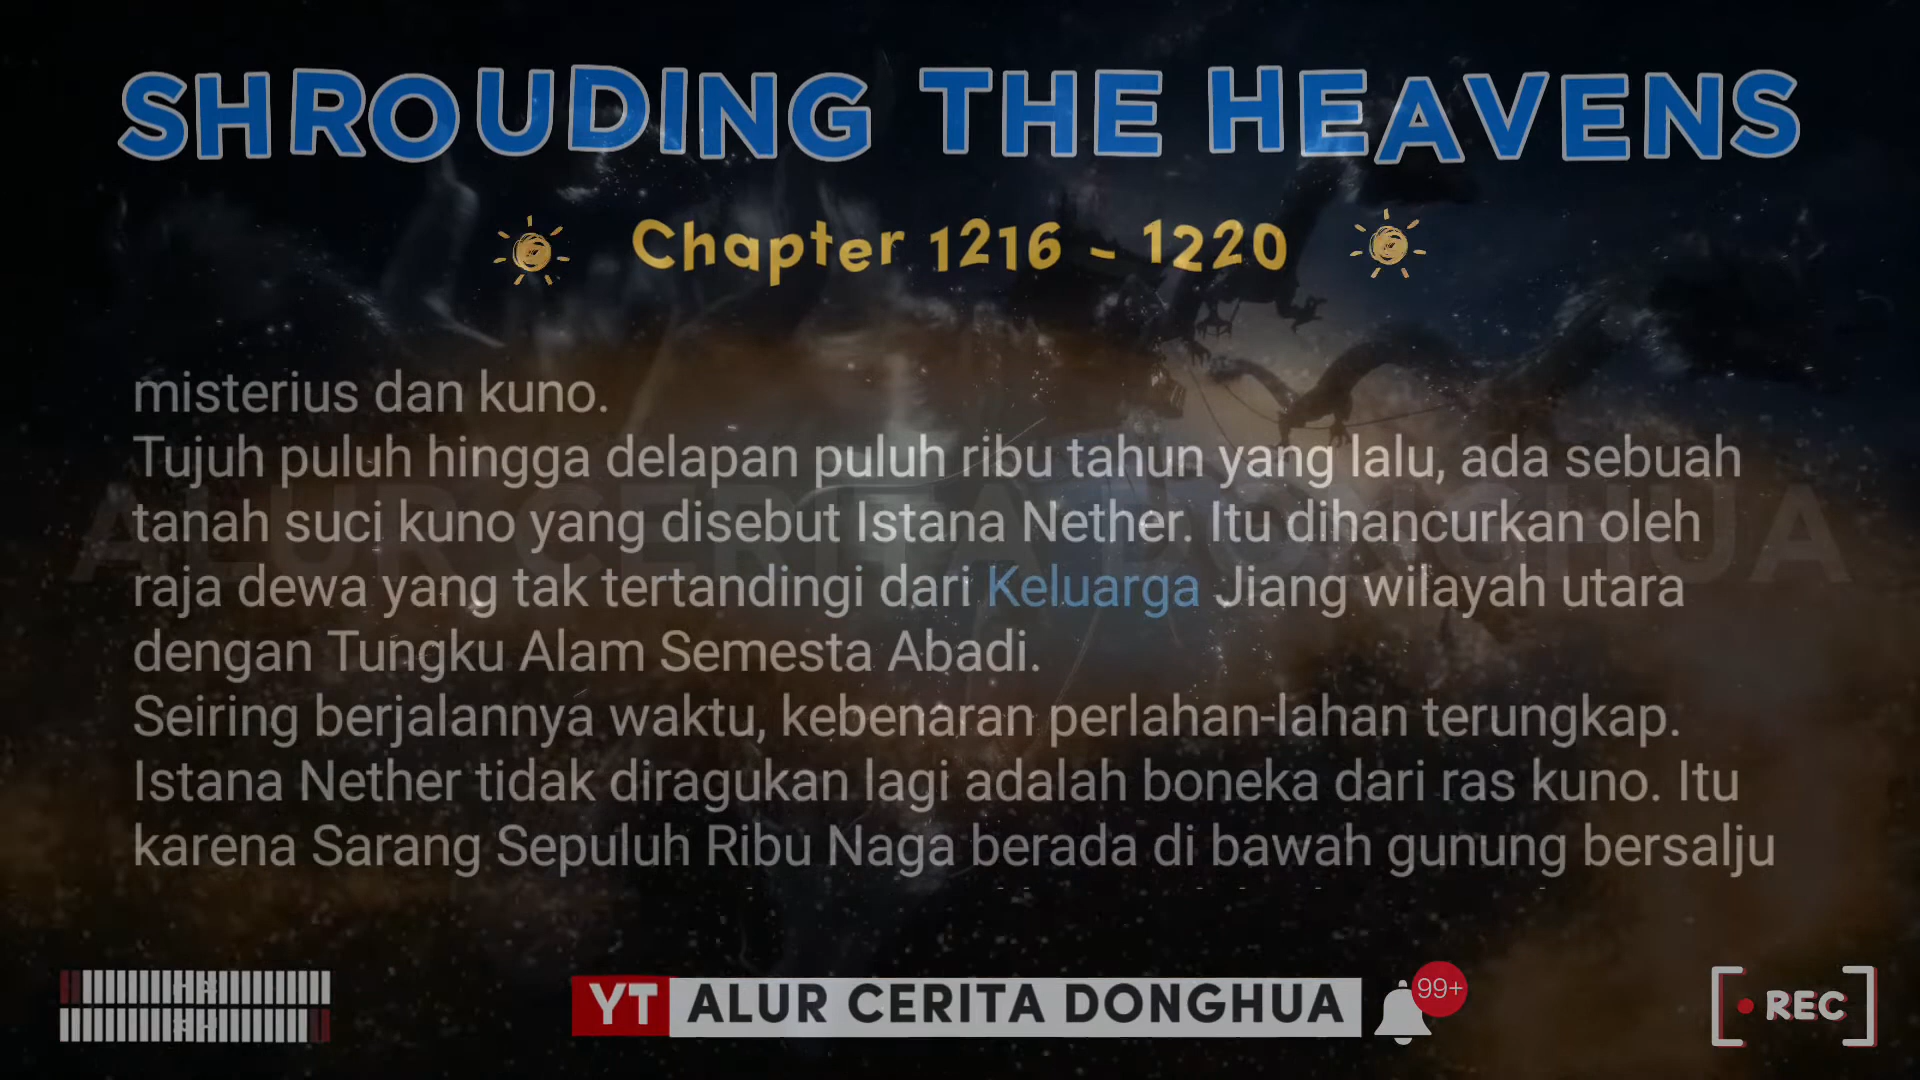 SHROUDING THE HEAVENS
Chapter 1216 - 1220
misterius dan kuno.
Tujuh puluh hingga delapan puluh ribu tahun yang lalu, ada sebuah
tanah suci kuno yang disebut Istana Nether. Itu dihancurkan oleh
raja dewa yang tak tertandingi dari Keluarga Jiang wilayah utara
dengan Tungku Alam Semesta Abadi.
Seiring berjalannya waktu, kebenaran perlahan-lahan terungkap.
Istana Nether tidak diragukan lagi adalah boneka dari ras kuno. Itu
karena Sarang Sepuluh Ribu Naga berada di bawah gunung bersalju
ALUR CERITA DONGHUA
YT ALUR CERITA DONGHUA
99+
REC